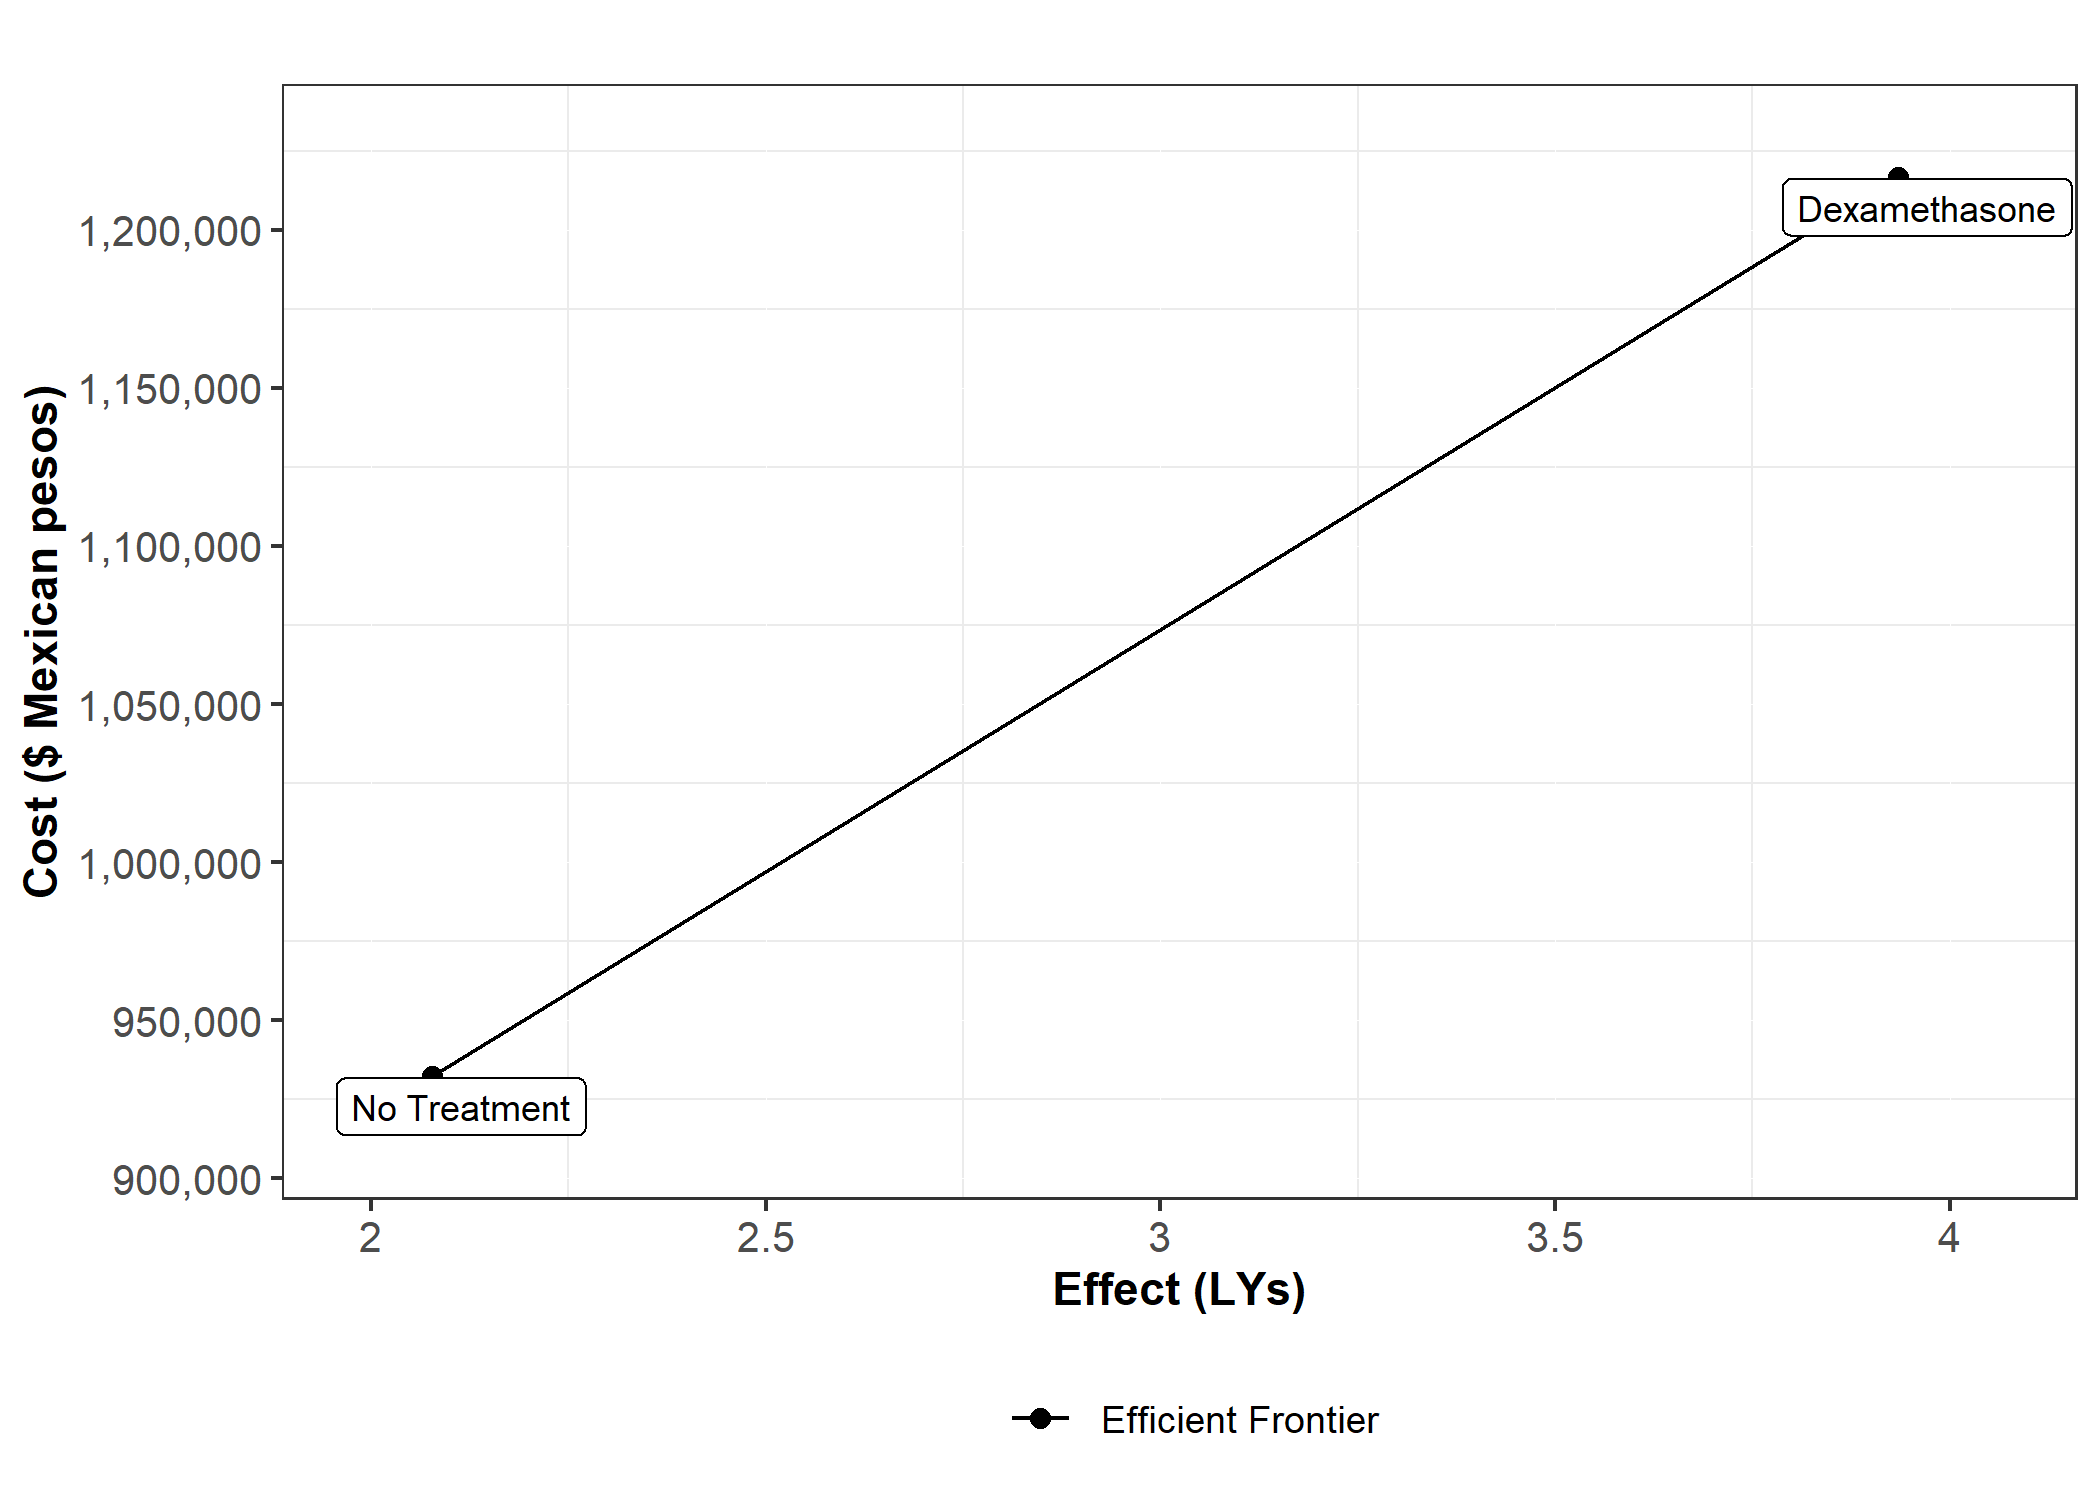 Cost ($ Mexican pesos)
1,200,000
1,150,000
1,100,000
1,050,000
1,000,000
950,000
900,000
Dexamethasone
No Treatment
2 2.5 3 3.5 4
Effect (LYs)
Efficient Frontier